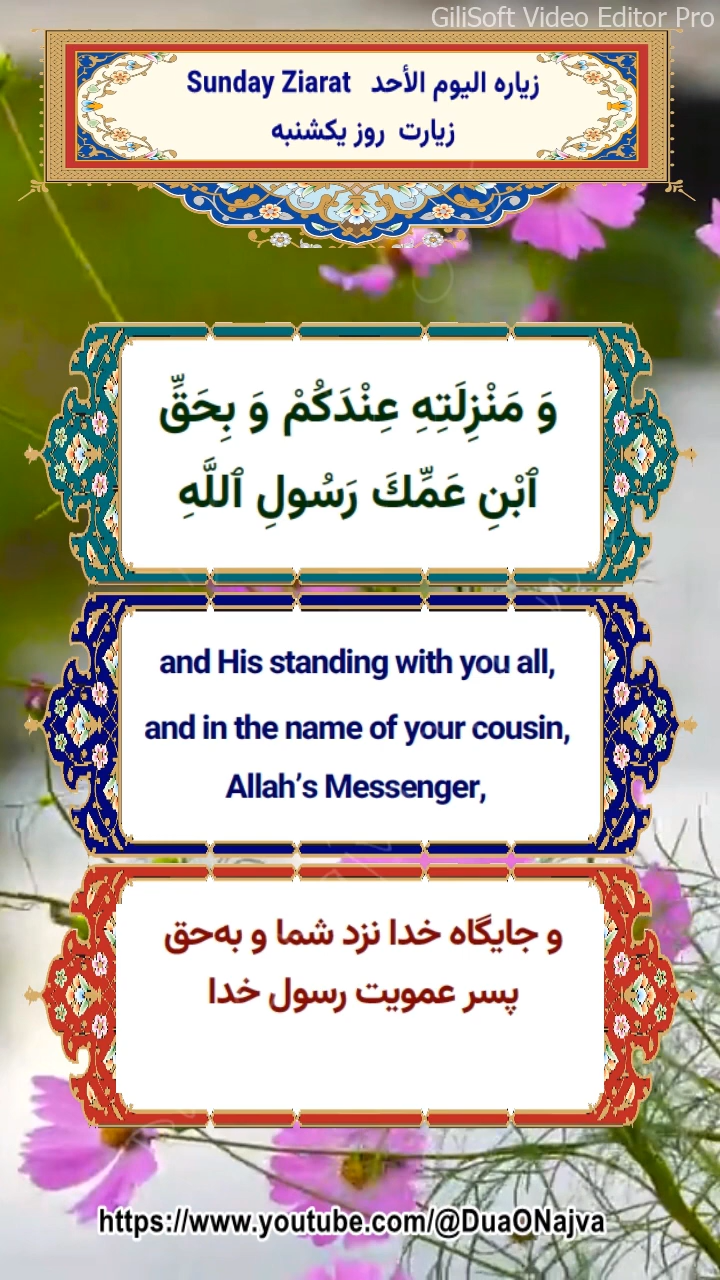 GiliSoft Video Editor Pro
Sunday Ziarat زیاره الیوم الأحد
زیارت روز یکشنبه
وَ مَنْزِلَتِهِ عِنْدَكُمْ وَ بِحَقِّ
ٱبْنِ عَمِّكَ رَسُولِ ٱللَّهِ
and His standing with you all,
and in the name of your cousin,
Allah’s Messenger,
و جایگاه خدا نزد شما و به‌حق
پسر عمویت رسول خدا
https://www.youtube.com/@DuaONajva